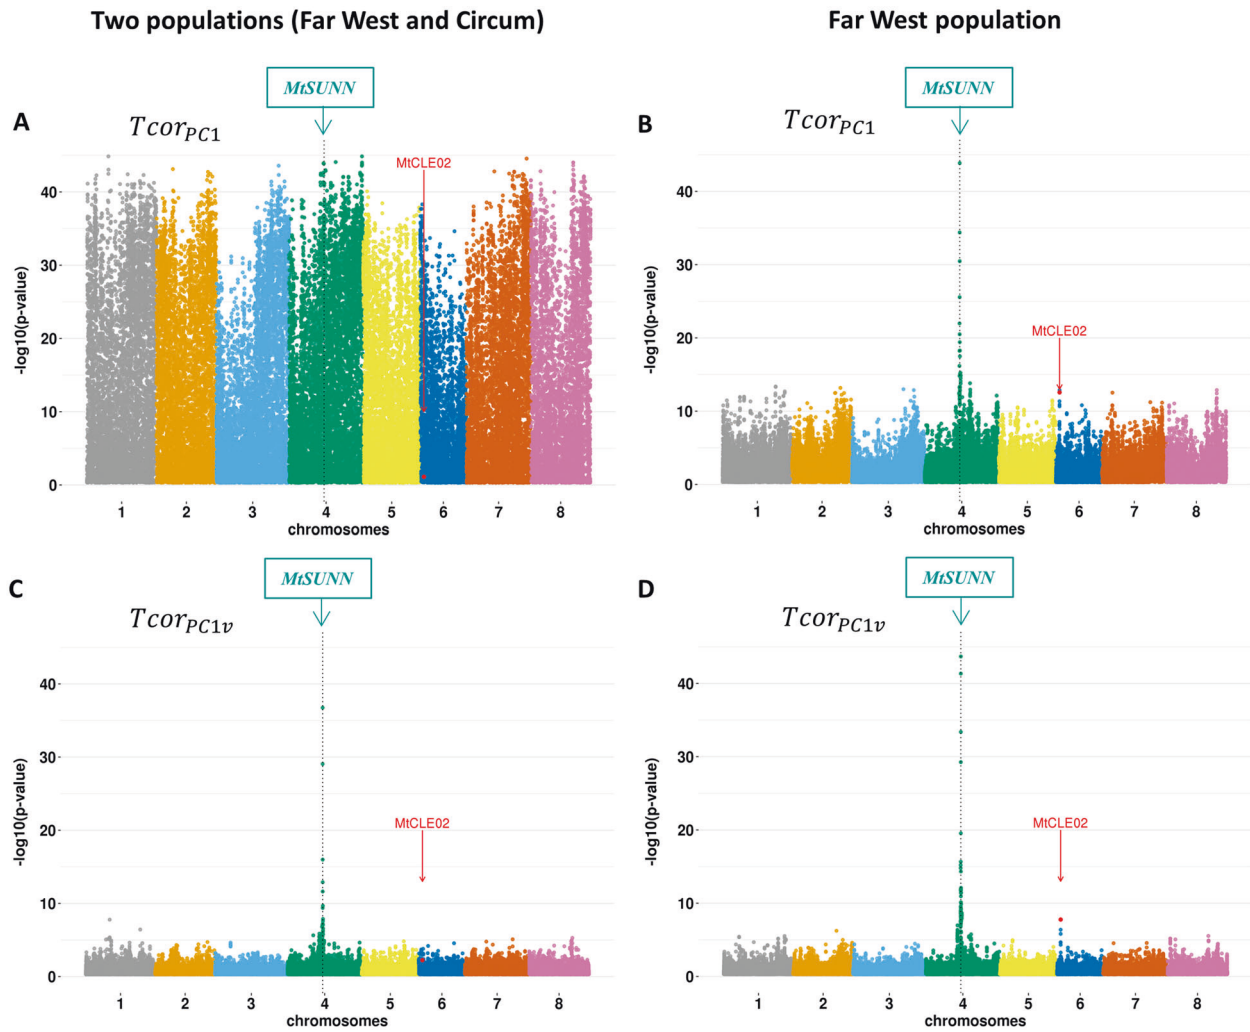 Two populations (Far West and Circum)
Far West population
A
MtSUNN
Tcor PC1
MtCLE02
-log10(p-value)
40
30
20
10
0
1 2 3 4 5 6 7 8
chromosomes
B
MtSUNN
Tcor PC1
MtCLE02
-log10(p-value)
40
30
20
10
0
1 2 3 4 5 6 7 8
chromosomes
C
MtSUNN
Tcor PC1v
MtCLE02
-log10(p-value)
40
30
20
10
0
1 2 3 4 5 6 7 8
chromosomes
D
MtSUNN
Tcor PC1v
MtCLE02
-log10(p-value)
40
30
20
10
0
1 2 3 4 5 6 7 8
chromosomes